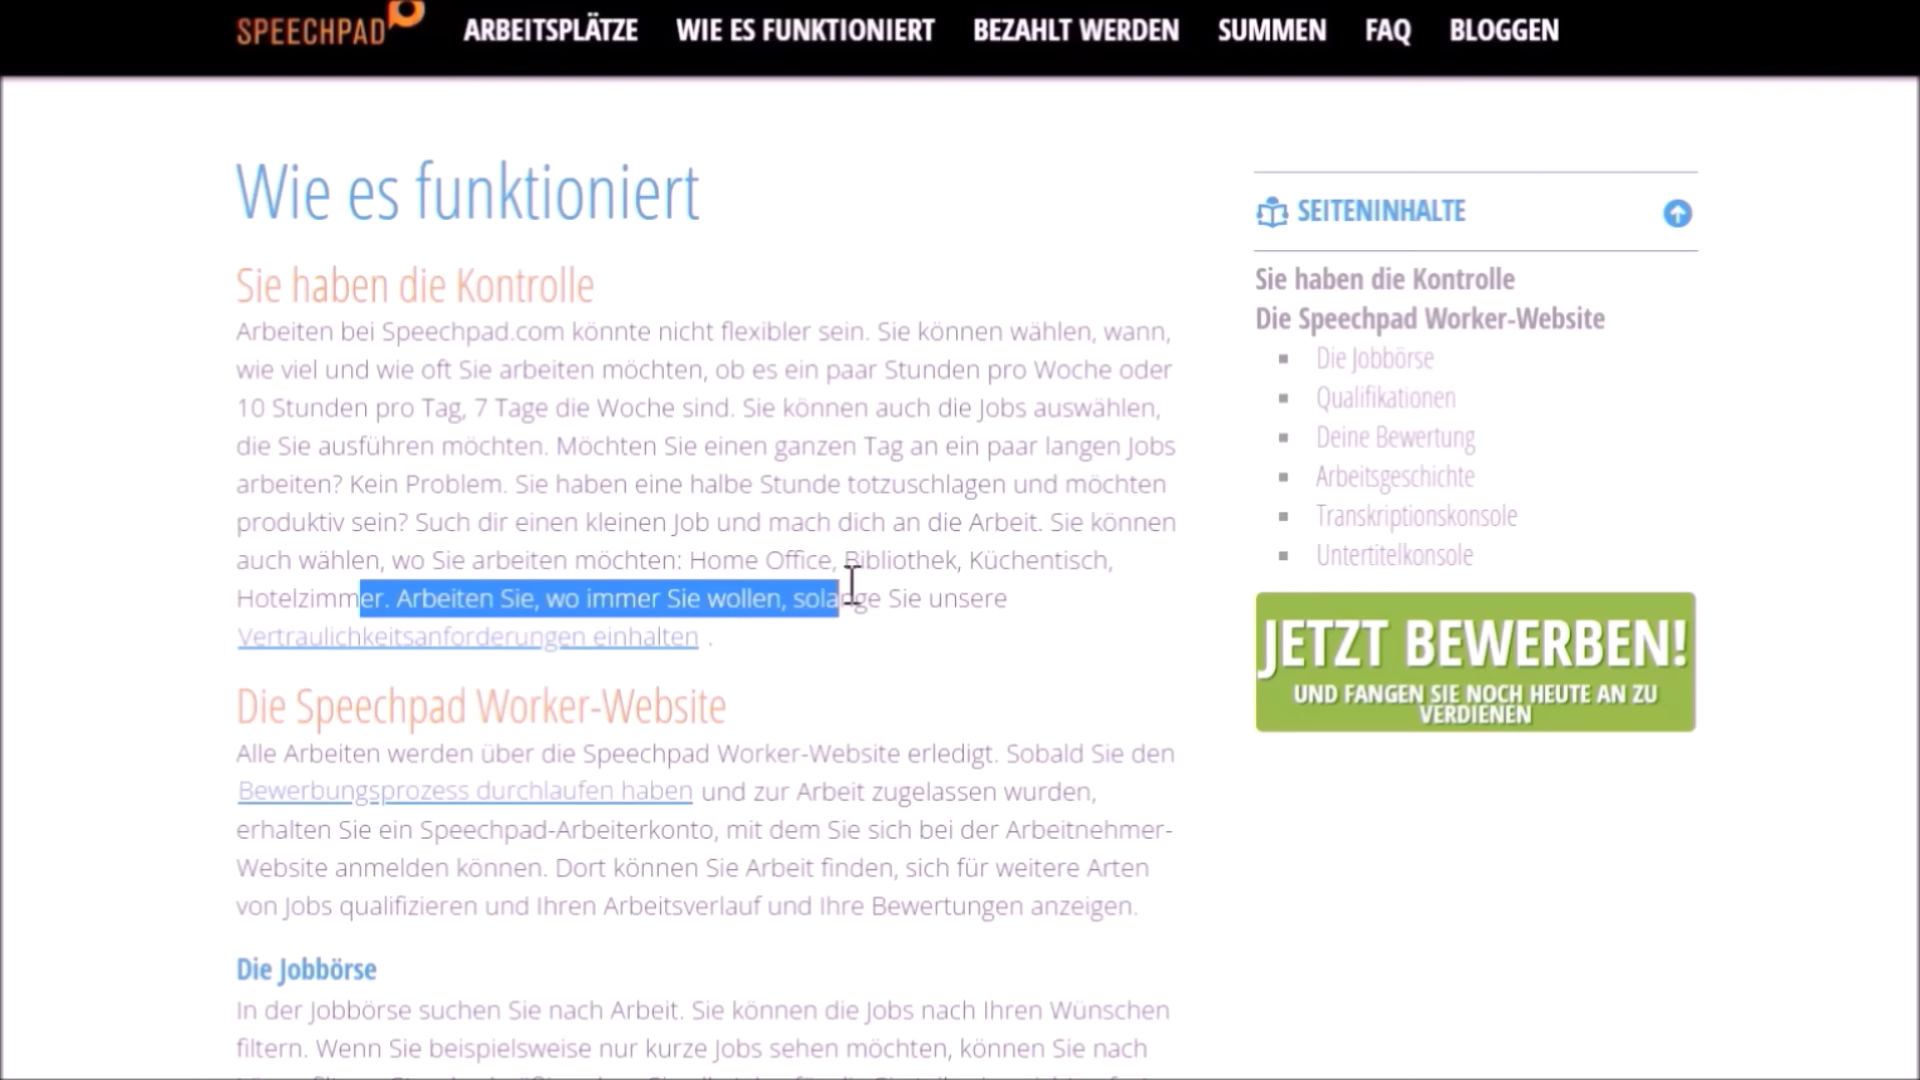 SPEECHPAD ARBEITSPLÄTZE WIE ES FUNKTIONIERT BEZAHLT WERDEN SUMMEN FAQ BLOGGEN
Wie es funktioniert
Sie haben die Kontrolle
Arbeiten bei Speechpad.com könnte nicht flexibler sein. Sie können wählen, wann,
wie viel und wie oft Sie arbeiten möchten, ob es ein paar Stunden pro Woche oder
10 Stunden pro Tag, 7 Tage die Woche sind. Sie können auch die Jobs auswählen,
die Sie ausführen möchten. Möchten Sie einen ganzen Tag an ein paar langen Jobs
arbeiten? Kein Problem. Sie haben eine halbe Stunde totzuschlagen und möchten
produktiv sein? Such dir einen kleinen Job und mach dich an die Arbeit. Sie können
auch wählen, wo Sie arbeiten möchten: Home Office, Bibliothek, Küchentisch,
Hotelzimmer. Arbeiten Sie, wo immer Sie wollen, solange Sie unsere
Vertraulichkeitsanforderungen einhalten .
Die Speechpad Worker-Website
Alle Arbeiten werden über die Speechpad Worker-Website erledigt. Sobald Sie den
Bewerbungsprozess durchlaufen haben und zur Arbeit zugelassen wurden,
erhalten Sie ein Speechpad-Arbeiterkonto, mit dem Sie sich bei der Arbeitnehmer-
Website anmelden können. Dort können Sie Arbeit finden, sich für weitere Arten
von Jobs qualifizieren und Ihren Arbeitsverlauf und Ihre Bewertungen anzeigen.
Die Jobbörse
In der Jobbörse suchen Sie nach Arbeit. Sie können die Jobs nach Ihren Wünschen
filtern. Wenn Sie beispielsweise nur kurze Jobs sehen möchten, können Sie nach
SEITENINHALTE
Sie haben die Kontrolle
Die Speechpad Worker-Website
Die Jobbörse
Qualifikationen
Deine Bewertung
Arbeitsgeschichte
Transkriptionskonsole
Untertitelkonsole
JETZT BEWERBEN!
UND FANGEN SIE NOCH HEUTE AN ZU
VERDIENEN